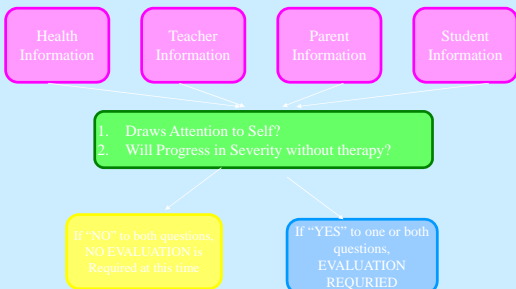 Health
Information
Teacher
Information
Parent
Information
Student
Information
1. Draws Attention to Self?
2. Will Progress in Severity without therapy?
If "NO" to both questions,
NO EVALUATION is
Required at this time
If "YES" to one or both
questions,
EVALUATION
REQURIED